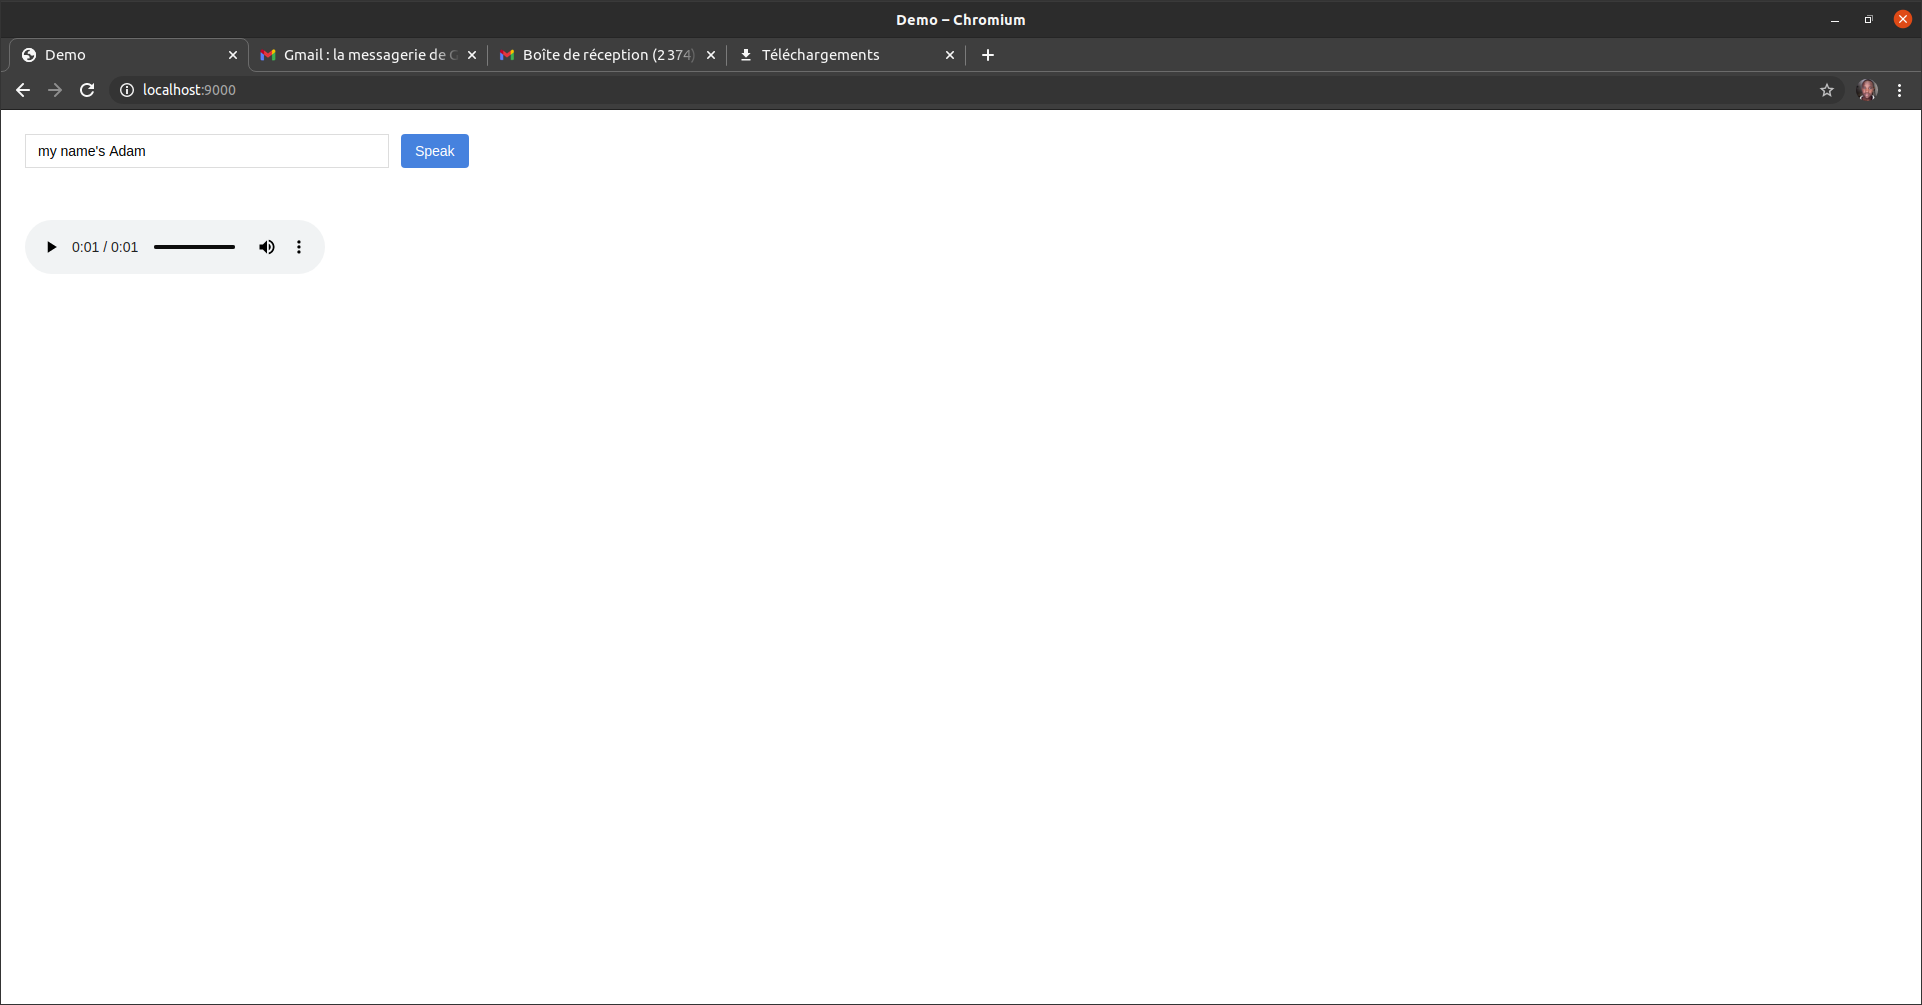 Demo – Chromium
Demo
Gmail : la messagerie de G
Boîte de réception (2 374)
Téléchargements
localhost:9000
my name's Adam
Speak
0:01 / 0:01